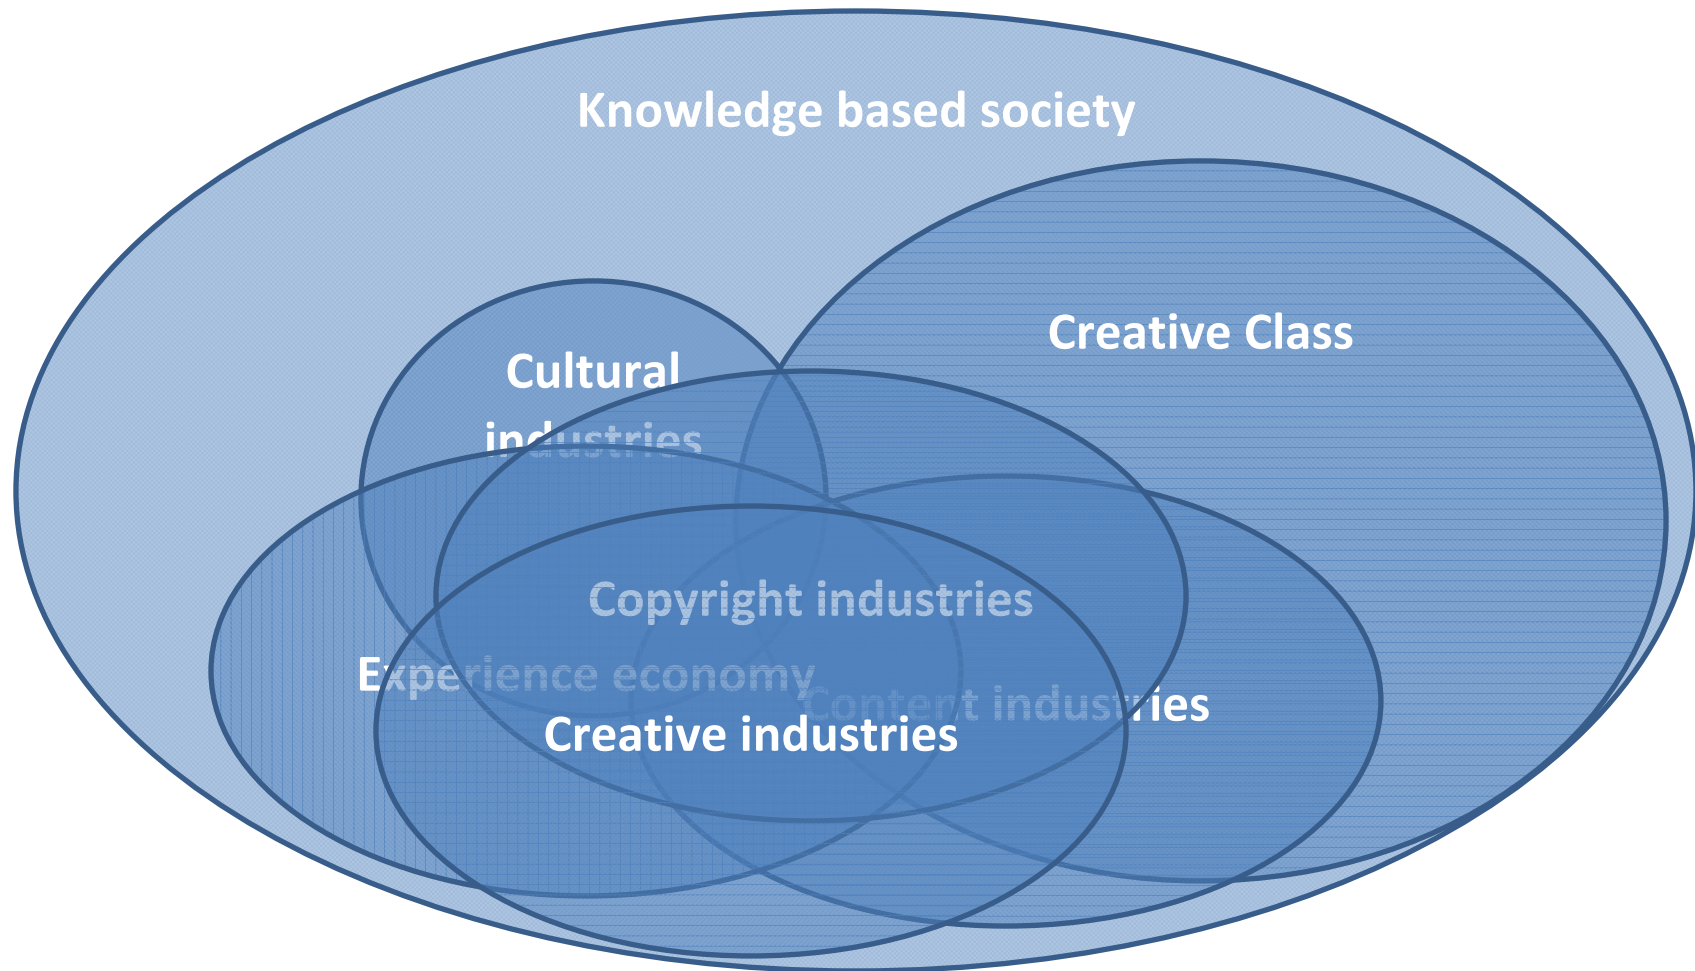 Knowledge based society
Creative Class
Cultural
industries
Copyright industries
Experience economy
Content industries
Creative industries